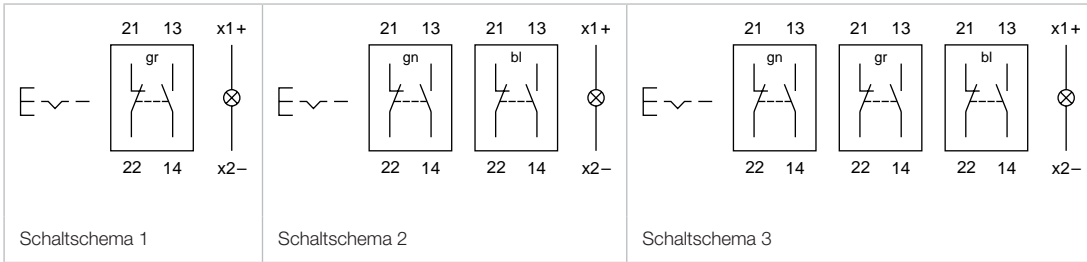 21 13 x1+
gr
22 14 x2–
Schaltschema 1
21 13 21 13 x1+
gn bl
22 14 22 14 x2–
Schaltschema 2
21 13 21 13 21 13 x1+
gn gr bl
22 14 22 14 22 14 x2–
Schaltschema 3